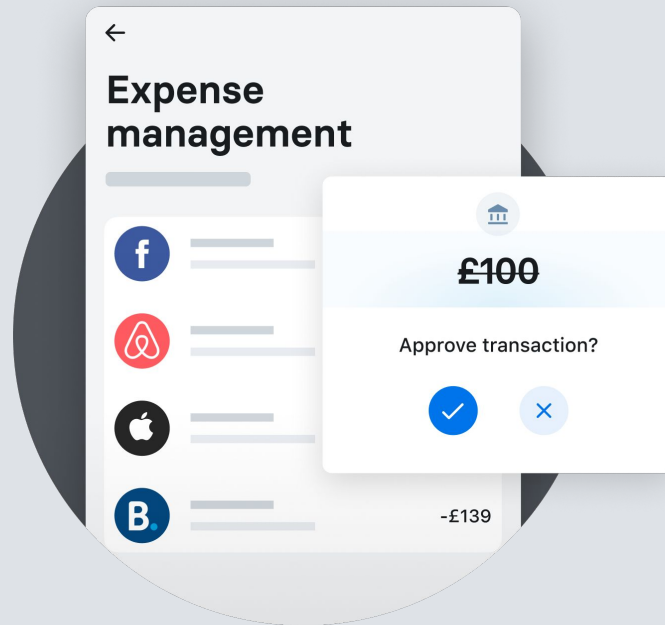 Expense
management
£100
Approve transaction?
f
B.
-£139